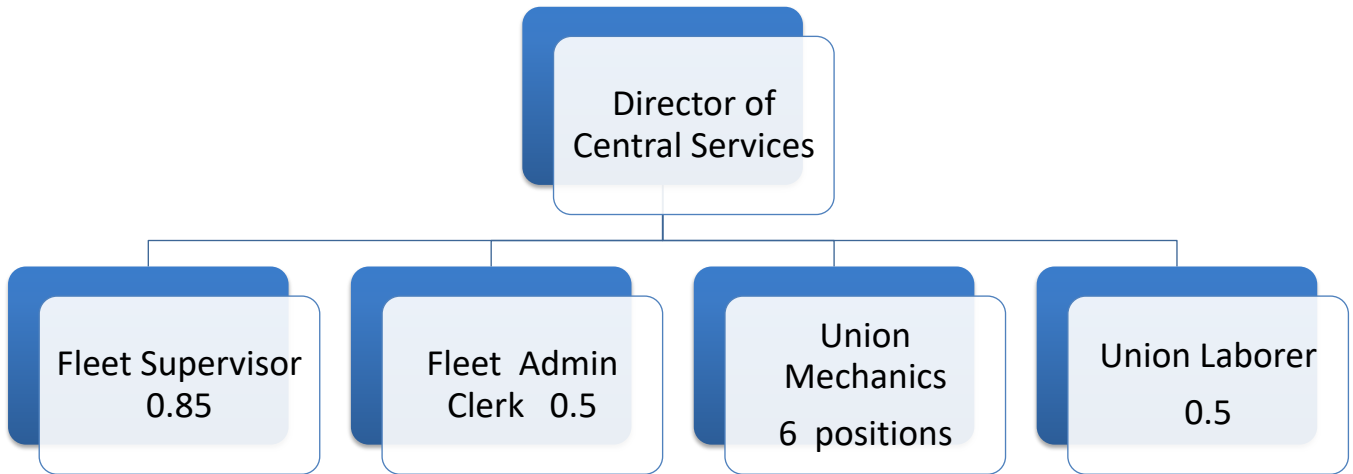 Director of
Central Services
Fleet Supervisor
0.85
Fleet Admin
Clerk 0.5
Union
Mechanics
6 positions
Union Laborer
0.5